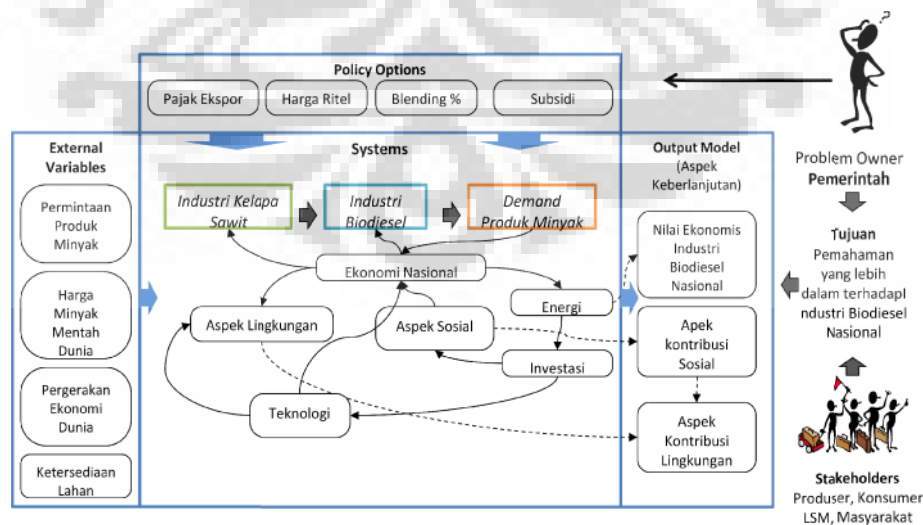 Policy Options
Pajak Ekspor
Harga Ritel
Blending %
Subsidi
External
Variables
Permintaan
Produk
Minyak
Harga
Minyak
Mentah
Dunia
Pergerakan
Ekonomi
Dunia
Ketersediaan
Lahan
Systems
Industri Kelapa
Sawit
Industri
Biodiesel
Demand
Produk Minyak
Ekonomi Nasional
Energi
Aspek Lingkungan
Aspek Sosial
Investasi
Teknologi
Output Model
(Aspek
Keberlanjutan)
Nilai Ekonomis
Industri
Biodiesel
Nasional
Apek
kontribusi
Sosial
Aspek
Kontribusi
Lingkungan
?
Problem Owner
Pemerintah
Tujuan
Pemahaman
yang lebih
dalam terhadapI
ndustri Biodiesel
Nasional
Stakeholders
Produser, Konsumer
LSM, Masyarakat